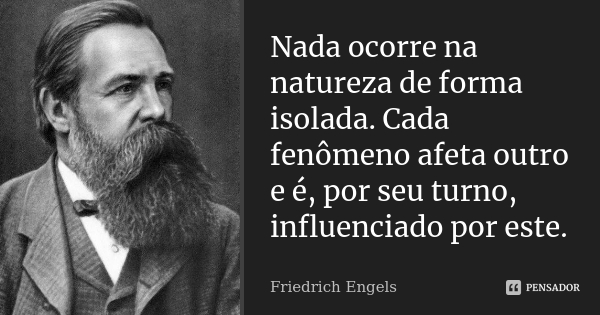 Nada ocorre na
natureza de forma
isolada. Cada
fenômeno afeta outro
e é, por seu turno,
influenciado por este.
Friedrich Engels
PENSADOR